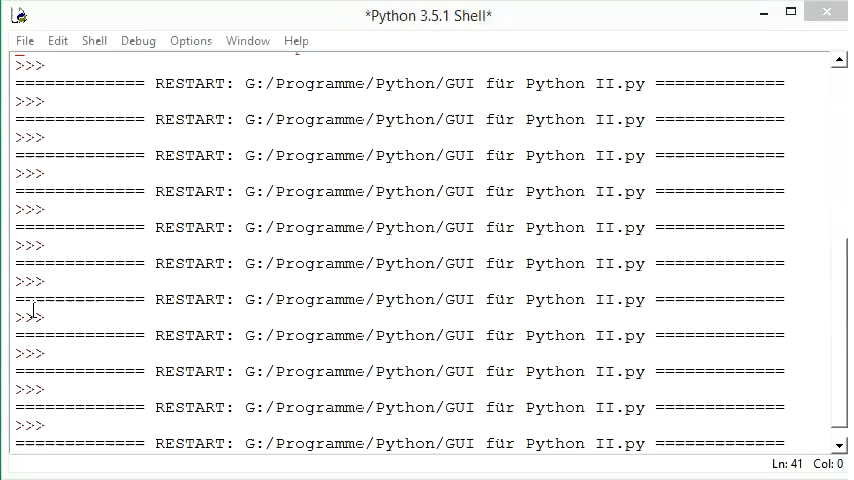 *Python 3.5.1 Shell*
File Edit Shell Debug Options Window Help
>>>
============= RESTART: G:/Programme/Python/GUI für Python II.py =============
>>>
============= RESTART: G:/Programme/Python/GUI für Python II.py =============
>>>
============= RESTART: G:/Programme/Python/GUI für Python II.py =============
>>>
============= RESTART: G:/Programme/Python/GUI für Python II.py =============
>>>
============= RESTART: G:/Programme/Python/GUI für Python II.py =============
>>>
============= RESTART: G:/Programme/Python/GUI für Python II.py =============
>>>
============= RESTART: G:/Programme/Python/GUI für Python II.py =============
>>>
============= RESTART: G:/Programme/Python/GUI für Python II.py =============
>>>
============= RESTART: G:/Programme/Python/GUI für Python II.py =============
>>>
============= RESTART: G:/Programme/Python/GUI für Python II.py =============
>>>
============= RESTART: G:/Programme/Python/GUI für Python II.py =============
Ln: 41 Col: 0